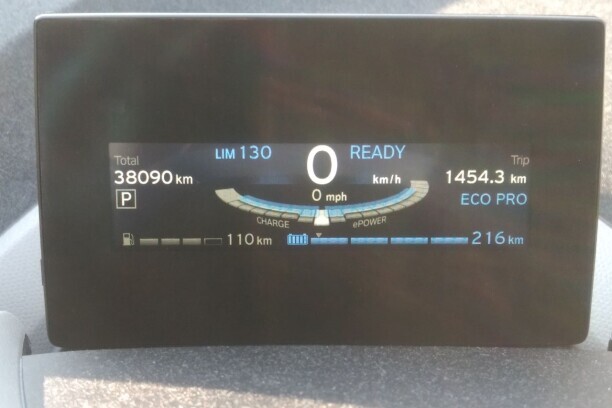 LIM 130 0 READY
Total Trip
38090 km km/h 1454.3 km
P 0 mph ECO PRO
CHARGE ePOWER
110 km 216 km